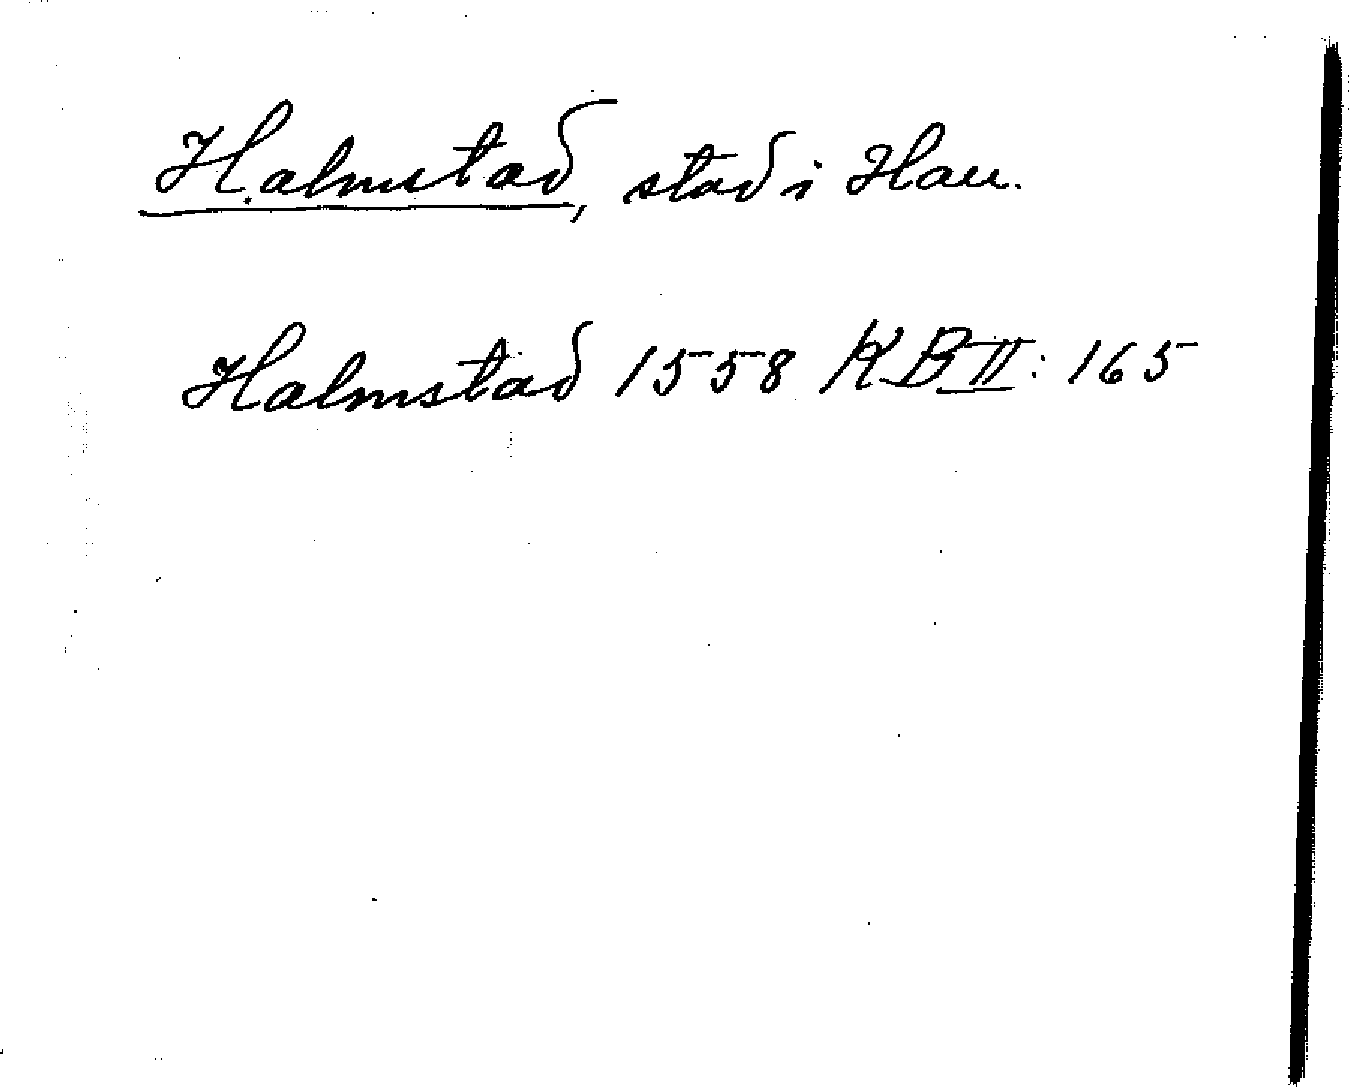 Halmstad, stad i Hall.
Halmstad 1558 KB II: 165